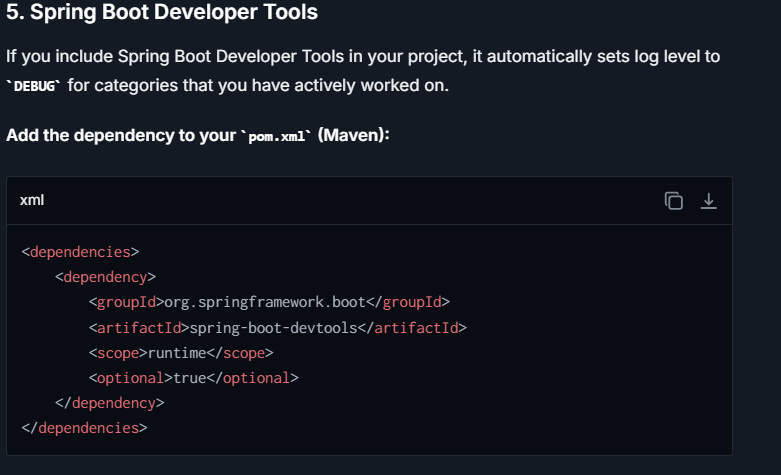 5. Spring Boot Developer Tools
If you include Spring Boot Developer Tools in your project, it automatically sets log level to
`DEBUG` for categories that you have actively worked on.
Add the dependency to your `pom.xml` (Maven):
xml
<dependencies>
    <dependency>
        <groupId>org.springframework.boot</groupId>
        <artifactId>spring-boot-devtools</artifactId>
        <scope>runtime</scope>
        <optional>true</optional>
    </dependency>
</dependencies>